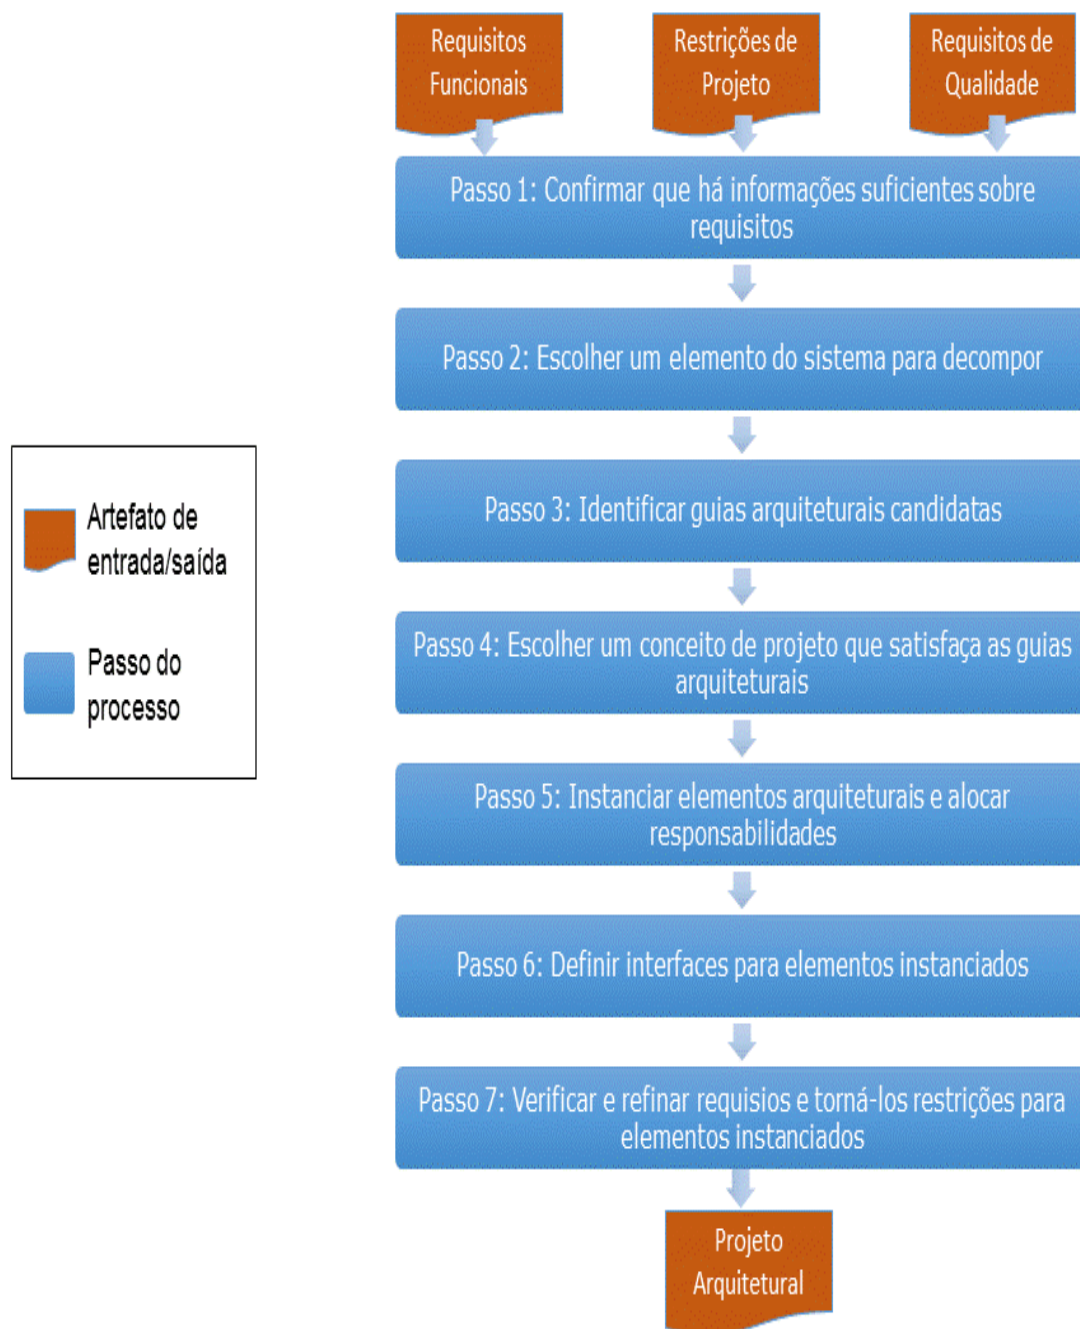 Requisitos
Funcionais
Restrições de
Projeto
Requisitos de
Qualidade
Passo 1: Confirmar que há informações suficientes sobre
requisitos
Passo 2: Escolher um elemento do sistema para decompor
Passo 3: Identificar guias arquiteturais candidatas
Passo 4: Escolher um conceito de projeto que satisfaça as guias
arquiteturais
Passo 5: Instanciar elementos arquiteturais e alocar
responsabilidades
Passo 6: Definir interfaces para elementos instanciados
Passo 7: Verificar e refinar requisios e torná-los restrições para
elementos instanciados
Projeto
Arquitetural
Artefato de
entrada/saída
Passo do
processo